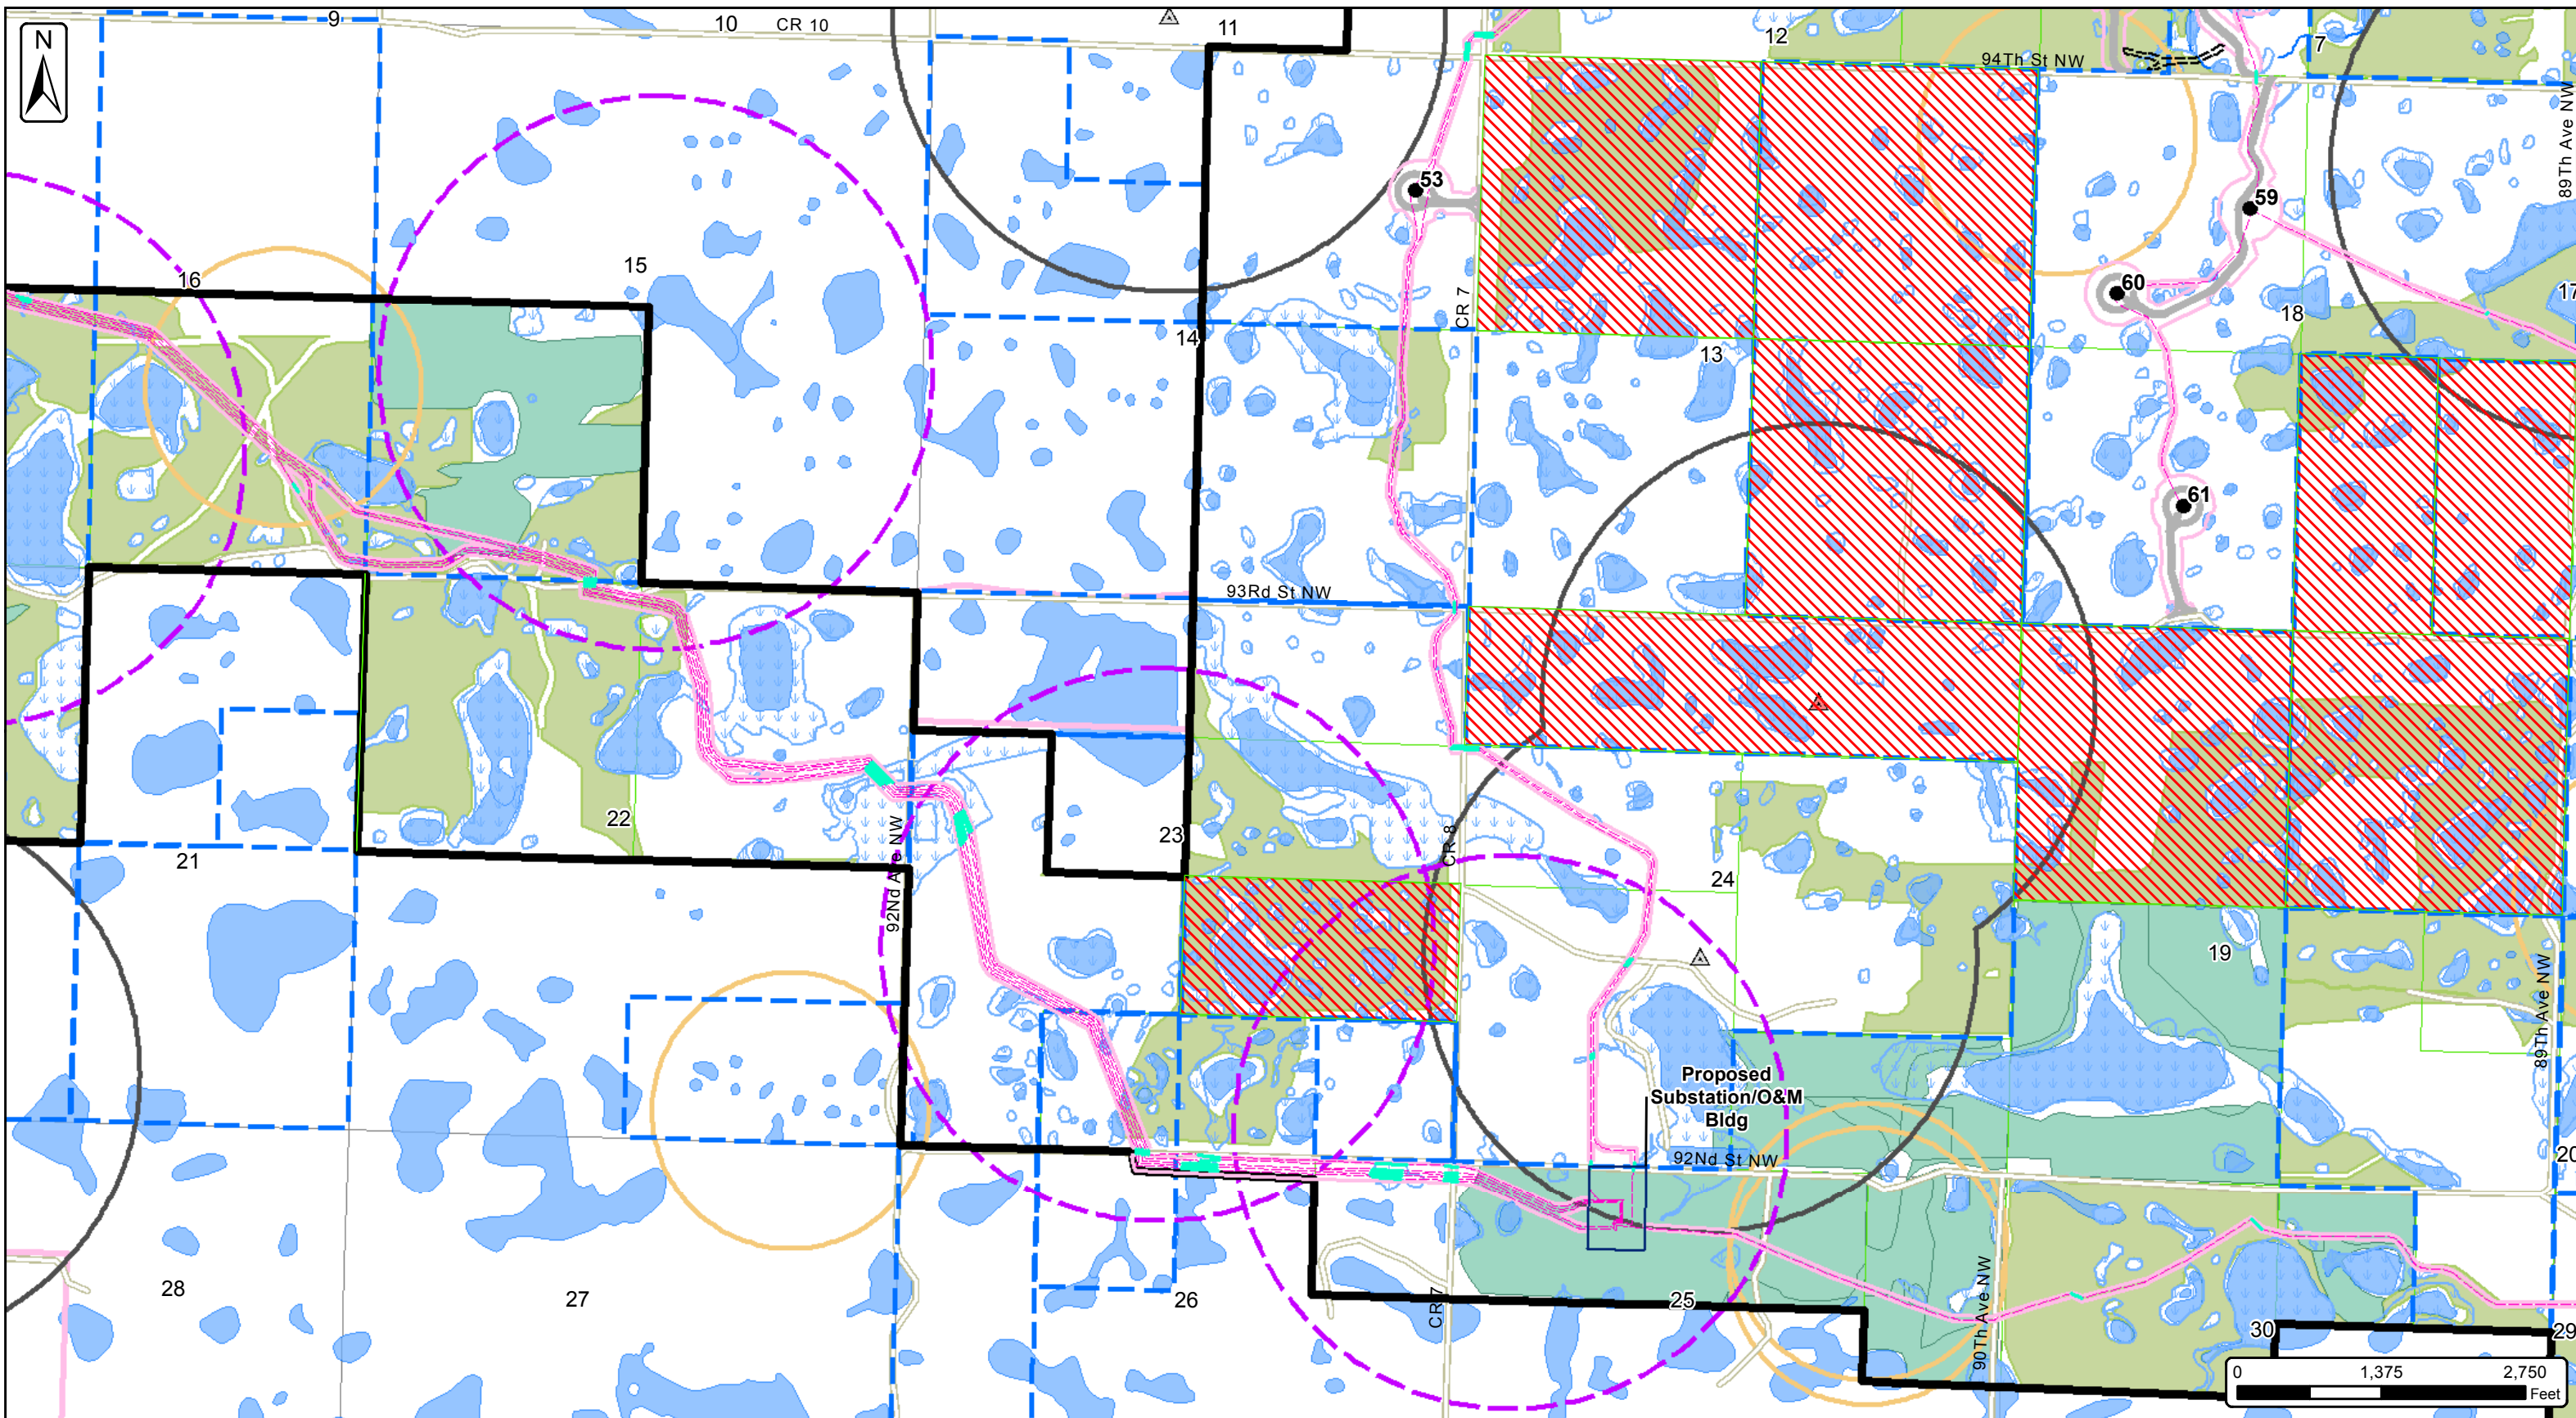 9
10
CR 10
11
12
94Th St NW
7
N
89Th Ave NW
53
59
16
15
60
17
CR 7
18
14
13
61
93Rd St NW
22
21
23
92Nd Ave NW
CR 8
24
19
89Th Ave NW
Proposed
Substation/O&M
Bldg
92Nd St NW
20
28
27
26
CR 7
25
90Th Ave NW
30
29
0 1,375 2,750
Feet